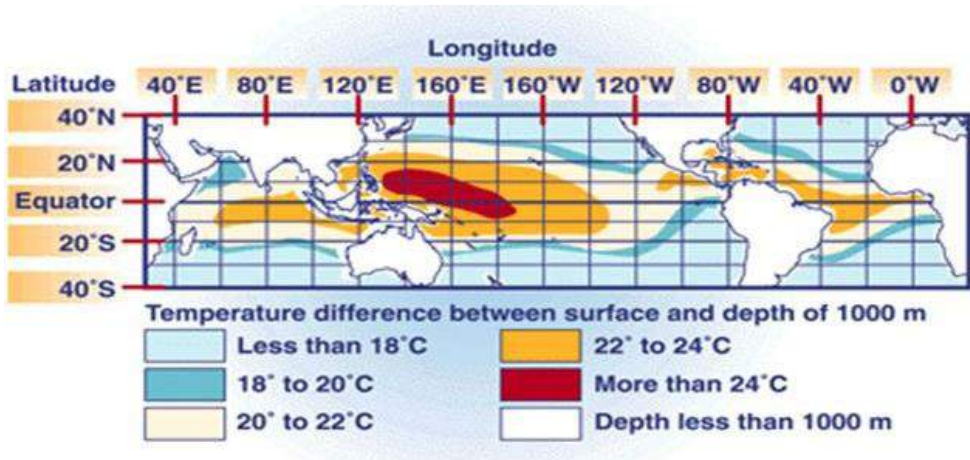 Longitude
Latitude 40˚E 80˚E 120˚E 160˚E 160˚W 120˚W 80˚W 40˚W 0˚W
40˚N
20˚N
Equator
20˚S
40˚S
Temperature difference between surface and depth of 1000 m
Less than 18˚C 22˚ to 24˚C
18˚ to 20˚C More than 24˚C
20˚ to 22˚C Depth less than 1000 m